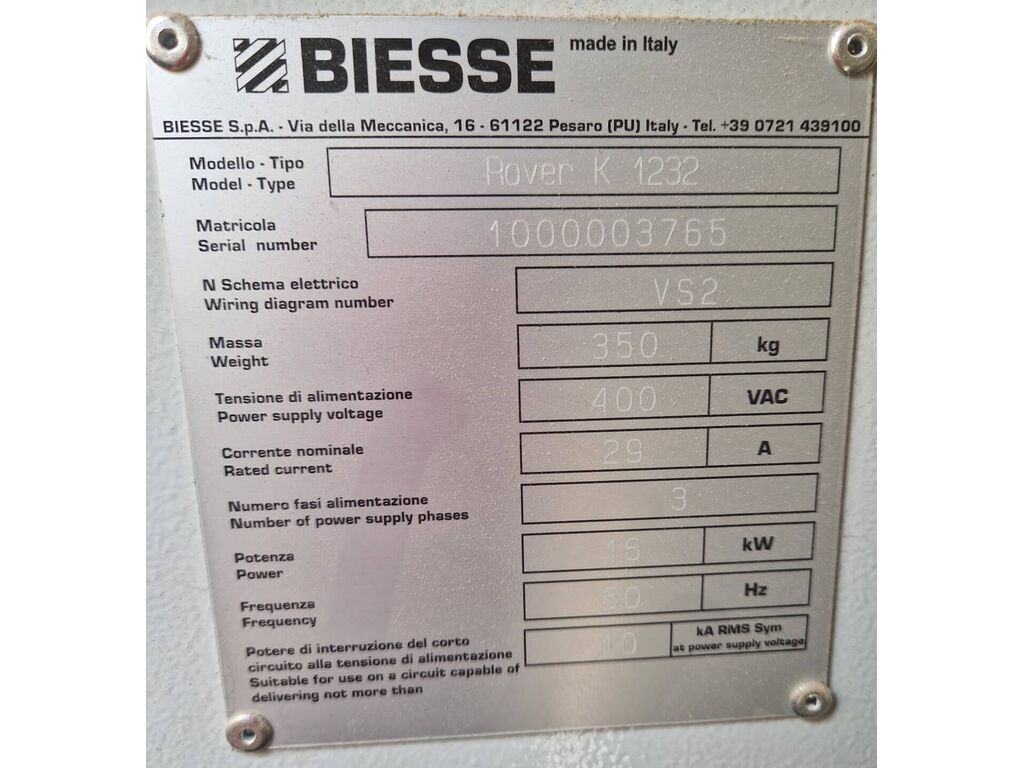 BIESSE made in Italy
BIESSE S.p.A. - Via della Meccanica, 16 - 61122 Pesaro (PU) Italy - Tel. +39 0721 439100
Modello - Tipo
Model - Type
Rover K 1232
Matricola
Serial number
1000003765
N Schema elettrico
Wiring diagram number
VS2
Massa
Weight
350 kg
Tensione di alimentazione
Power supply voltage
400 VAC
Corrente nominale
Rated current
29 A
Numero fasi alimentazione
Number of power supply phases
3
Potenza
Power
kW
Frequenza
Frequency
Hz
Potere di interruzione del corto
circuito alla tensione di alimentazione
Suitable for use on a circuit capable of
delivering not more than
10 kA RMS Sym
at power supply voltage